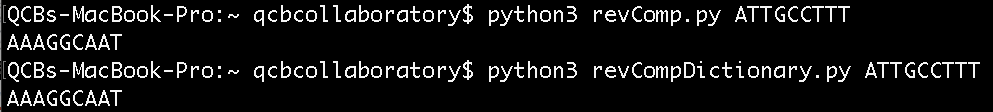 [QCBs-MacBook-Pro:~ qcbcollaboratory$ python3 revComp.py ATTGCCTTT
AAAGGCAAT
[QCBs-MacBook-Pro:~ qcbcollaboratory$ python3 revCompDictionary.py ATTGCCTTT
AAAGGCAAT